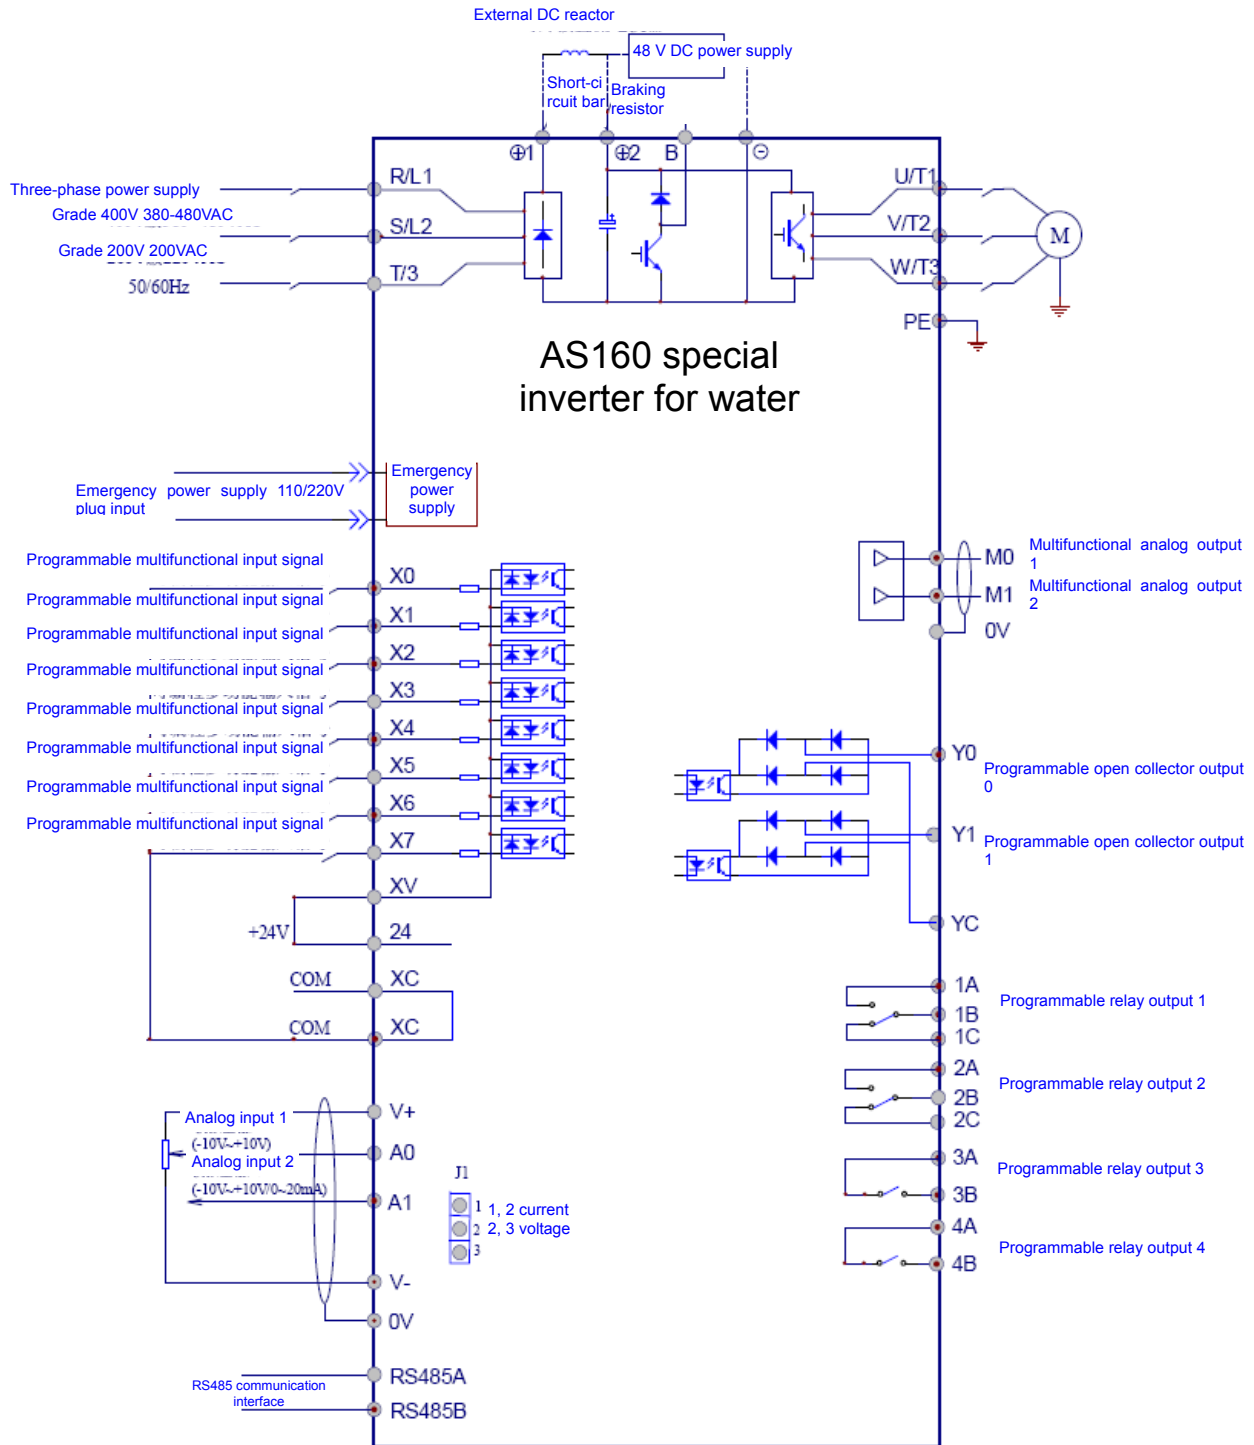 External DC reactor
48 V DC power supply
Short-ci
rcuit bar
Braking
resistor
⊕1
⊕2
B
⊖
Three-phase power supply
Grade 400V 380-480VAC
Grade 200V 200VAC
50/60Hz
R/L1
S/L2
T/3
U/T1
V/T2
W/T3
PE
M
AS160 special
inverter for water
Emergency power supply 110/220V
plug input
Emergency
power
supply
Programmable multifunctional input signal
X0
Programmable multifunctional input signal
X1
Programmable multifunctional input signal
X2
Programmable multifunctional input signal
X3
Programmable multifunctional input signal
X4
Programmable multifunctional input signal
X5
Programmable multifunctional input signal
X6
Programmable multifunctional input signal
X7
XV
+24V
24
COM
XC
COM
XC
M0
Multifunctional analog output
1
M1
Multifunctional analog output
2
0V
Y0
Programmable open collector output
0
Y1
Programmable open collector output
1
YC
1A
1B
1C
Programmable relay output 1
2A
2B
2C
Programmable relay output 2
3A
3B
Programmable relay output 3
4A
4B
Programmable relay output 4
Analog input 1
(-10V~+10V)
Analog input 2
(-10V~+10V/0~20mA)
V+
A0
A1
V-
0V
J1
1
2
3
1, 2 current
2, 3 voltage
RS485 communication
interface
RS485A
RS485B